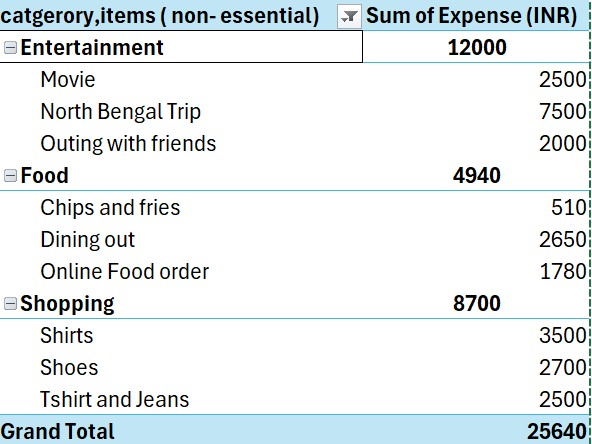 catgerory,items ( non- essential) Sum of Expense (INR)
Entertainment 12000
Movie 2500
North Bengal Trip 7500
Outing with friends 2000
Food 4940
Chips and fries 510
Dining out 2650
Online Food order 1780
Shopping 8700
Shirts 3500
Shoes 2700
Tshirt and Jeans 2500
Grand Total 25640